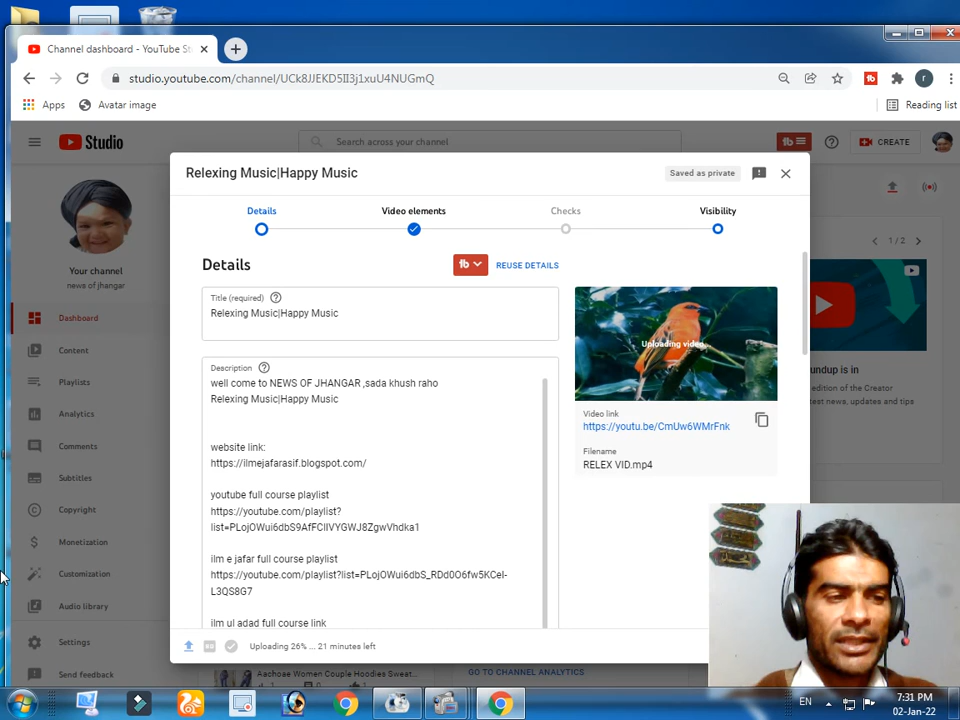 Channel dashboard - YouTube St
studio.youtube.com/channel/UCk8JJEKD5II3j1xuU4NUGmQ
Apps
Avatar image
Reading list
r
Studio
Search across your channel
CREATE
Relexing Music|Happy Music
Saved as private
Details
Video elements
Checks
Visibility
1 / 2
Details
tb
REUSE DETAILS
Title (required)
Relexing Music|Happy Music
Uploading video...
Description
well come to NEWS OF JHANGAR ,sada khush raho
Relexing Music|Happy Music
website link:
https://ilmejafarasif.blogspot.com/
youtube full course playlist
https://youtube.com/playlist?
list=PLojOWui6dbS9AfFCIIVYGWJ8ZgwVhdka1
ilm e jafar full course playlist
https://youtube.com/playlist?list=PLojOWui6dbS_RDd0O6fw5KCel-
L3QS8G7
ilm ul adad full course link
Video link
https://youtu.be/CmUw6WMrFnk
Filename
RELEX VID.mp4
Your channel
news of jhangar
Dashboard
Content
Playlists
Analytics
Comments
Subtitles
Copyright
Monetization
Customization
Audio library
Settings
Send feedback
undup is in
edition of the Creator
test news, updates and tips
Uploading 26% ... 21 minutes left
Aachoae Women Couple Hoodies Sweat...
GO TO CHANNEL ANALYTICS
EN
7:31 PM
02-Jan-22